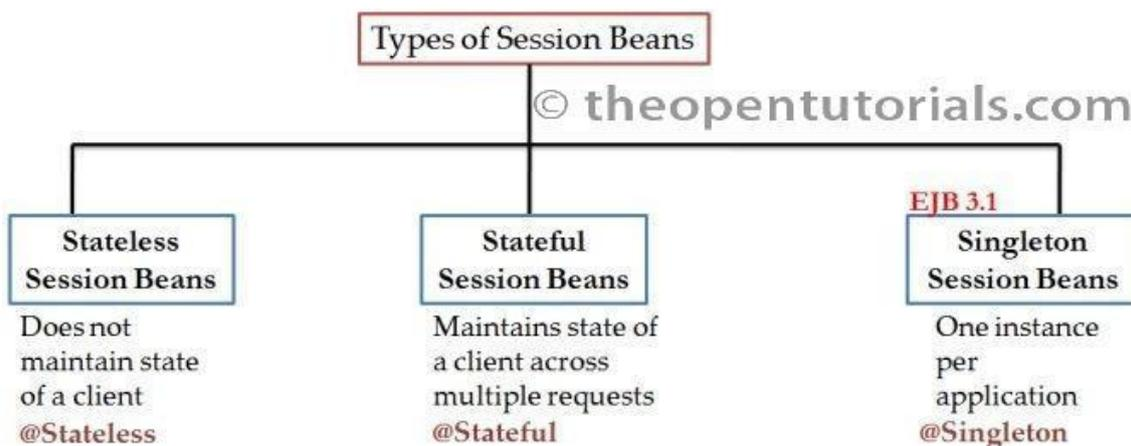 Types of Session Beans
© theopentutorials.com
Stateless
Session Beans
Does not
maintain state
of a client
@Stateless
Stateful
Session Beans
Maintains state of
a client across
multiple requests
@Stateful
EJB 3.1
Singleton
Session Beans
One instance
per
application
@Singleton